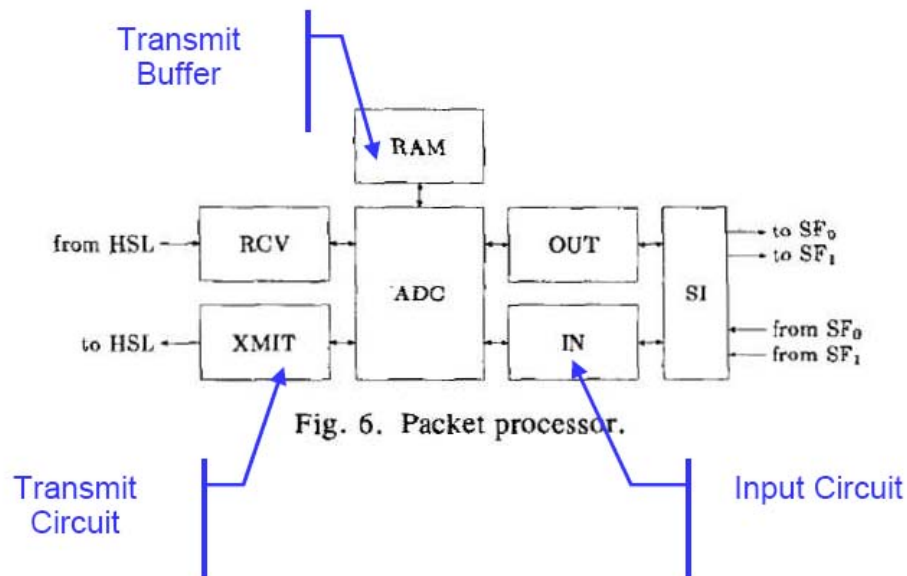 Transmit
Buffer
RAM
from HSL
RCV
ADC
OUT
SI
to SF₀
to SF₁
to HSL
XMIT
IN
from SF₀
from SF₁
Fig. 6. Packet processor.
Transmit
Circuit
Input Circuit